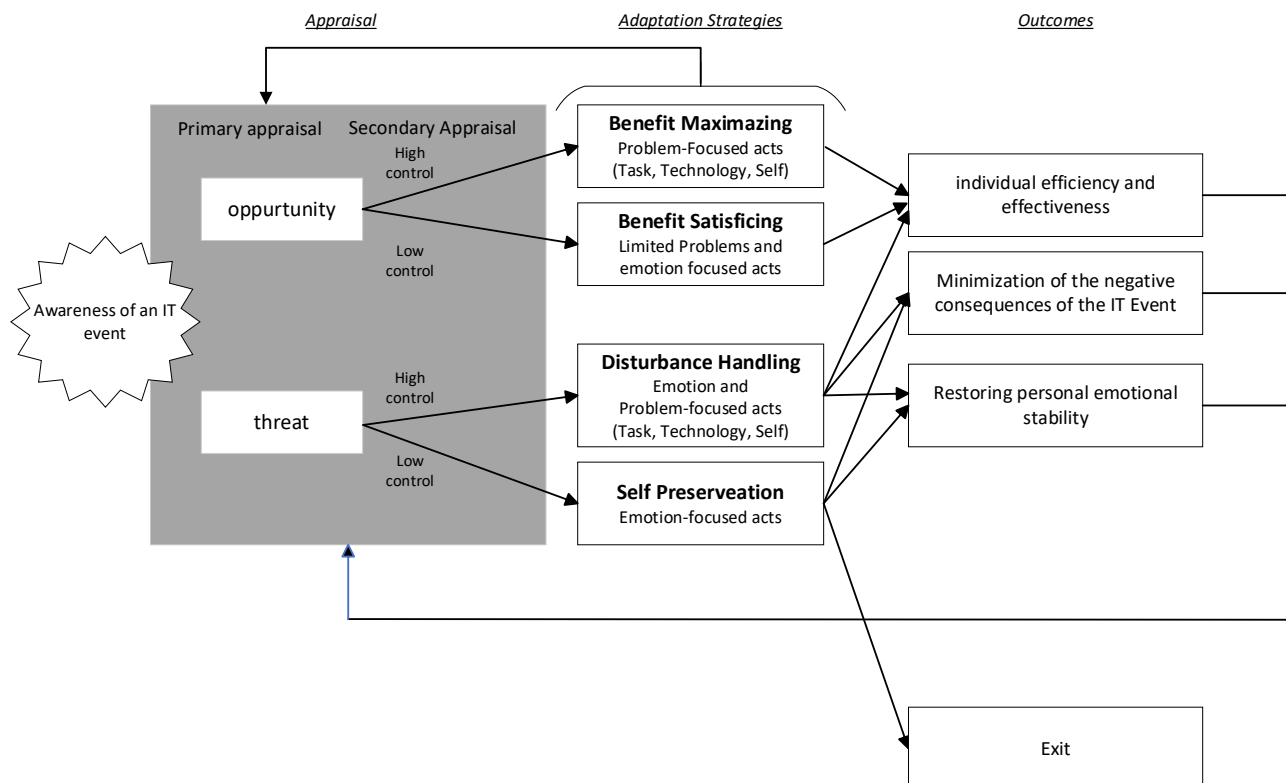 Appraisal
Adaptation Strategies
Outcomes
Primary appraisal
Secondary Appraisal
High
control
oppurtunity
Low
control
Awareness of an IT
event
High
control
threat
Low
control
Benefit Maximazing
Problem-Focused acts
(Task, Technology, Self)
Benefit Satisficing
Limited Problems and
emotion focused acts
Disturbance Handling
Emotion and
Problem-focused acts
(Task, Technology, Self)
Self Preserveation
Emotion-focused acts
individual efficiency and
effectiveness
Minimization of the negative
consequences of the IT Event
Restoring personal emotional
stability
Exit